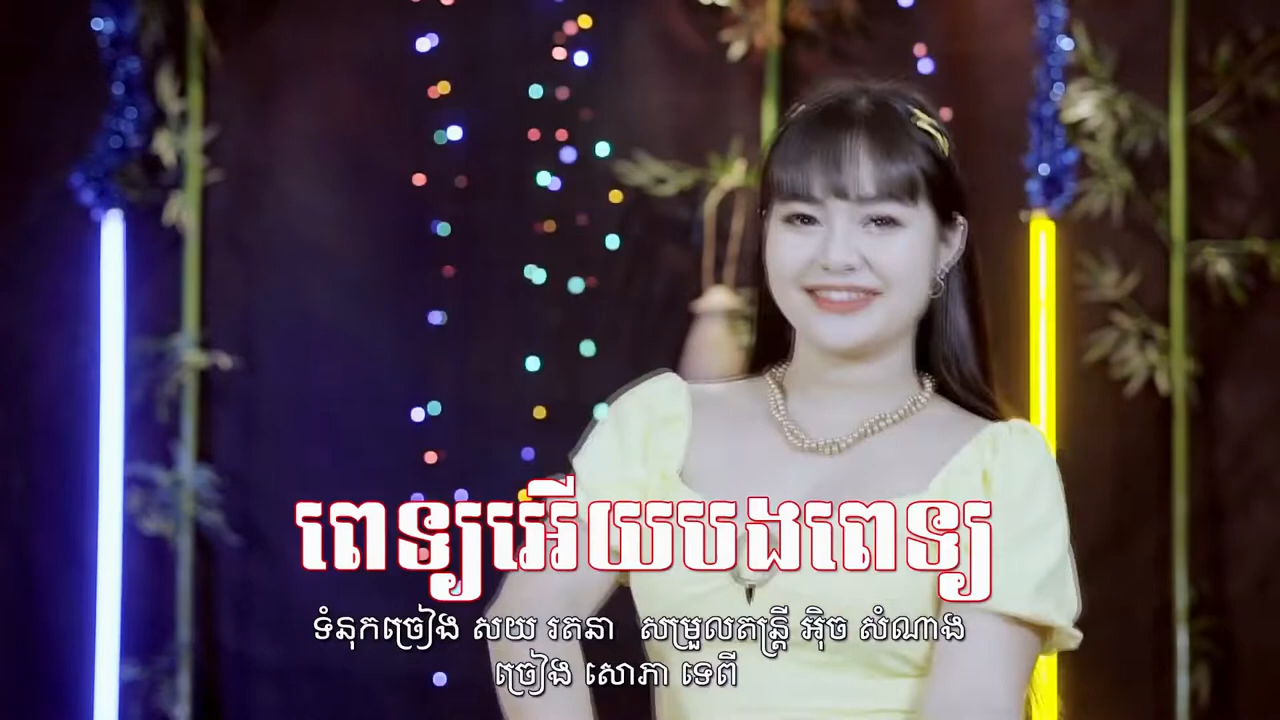 ពេទ្យអើយបងពេទ្យ
ទំនុកច្រៀង សយ រតនា សម្រួលតន្ត្រី អ៊ិច សំណាង
ច្រៀង សោភា ទេពី